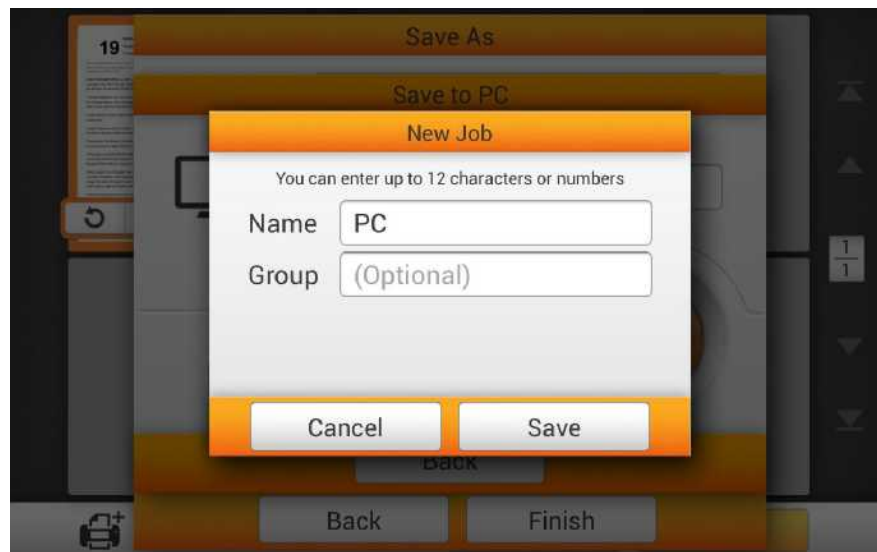 19
Save As
Save to PC
New Job
You can enter up to 12 characters or numbers
Name PC
Group (Optional)
Cancel Save
Back
Back Finish
1
1